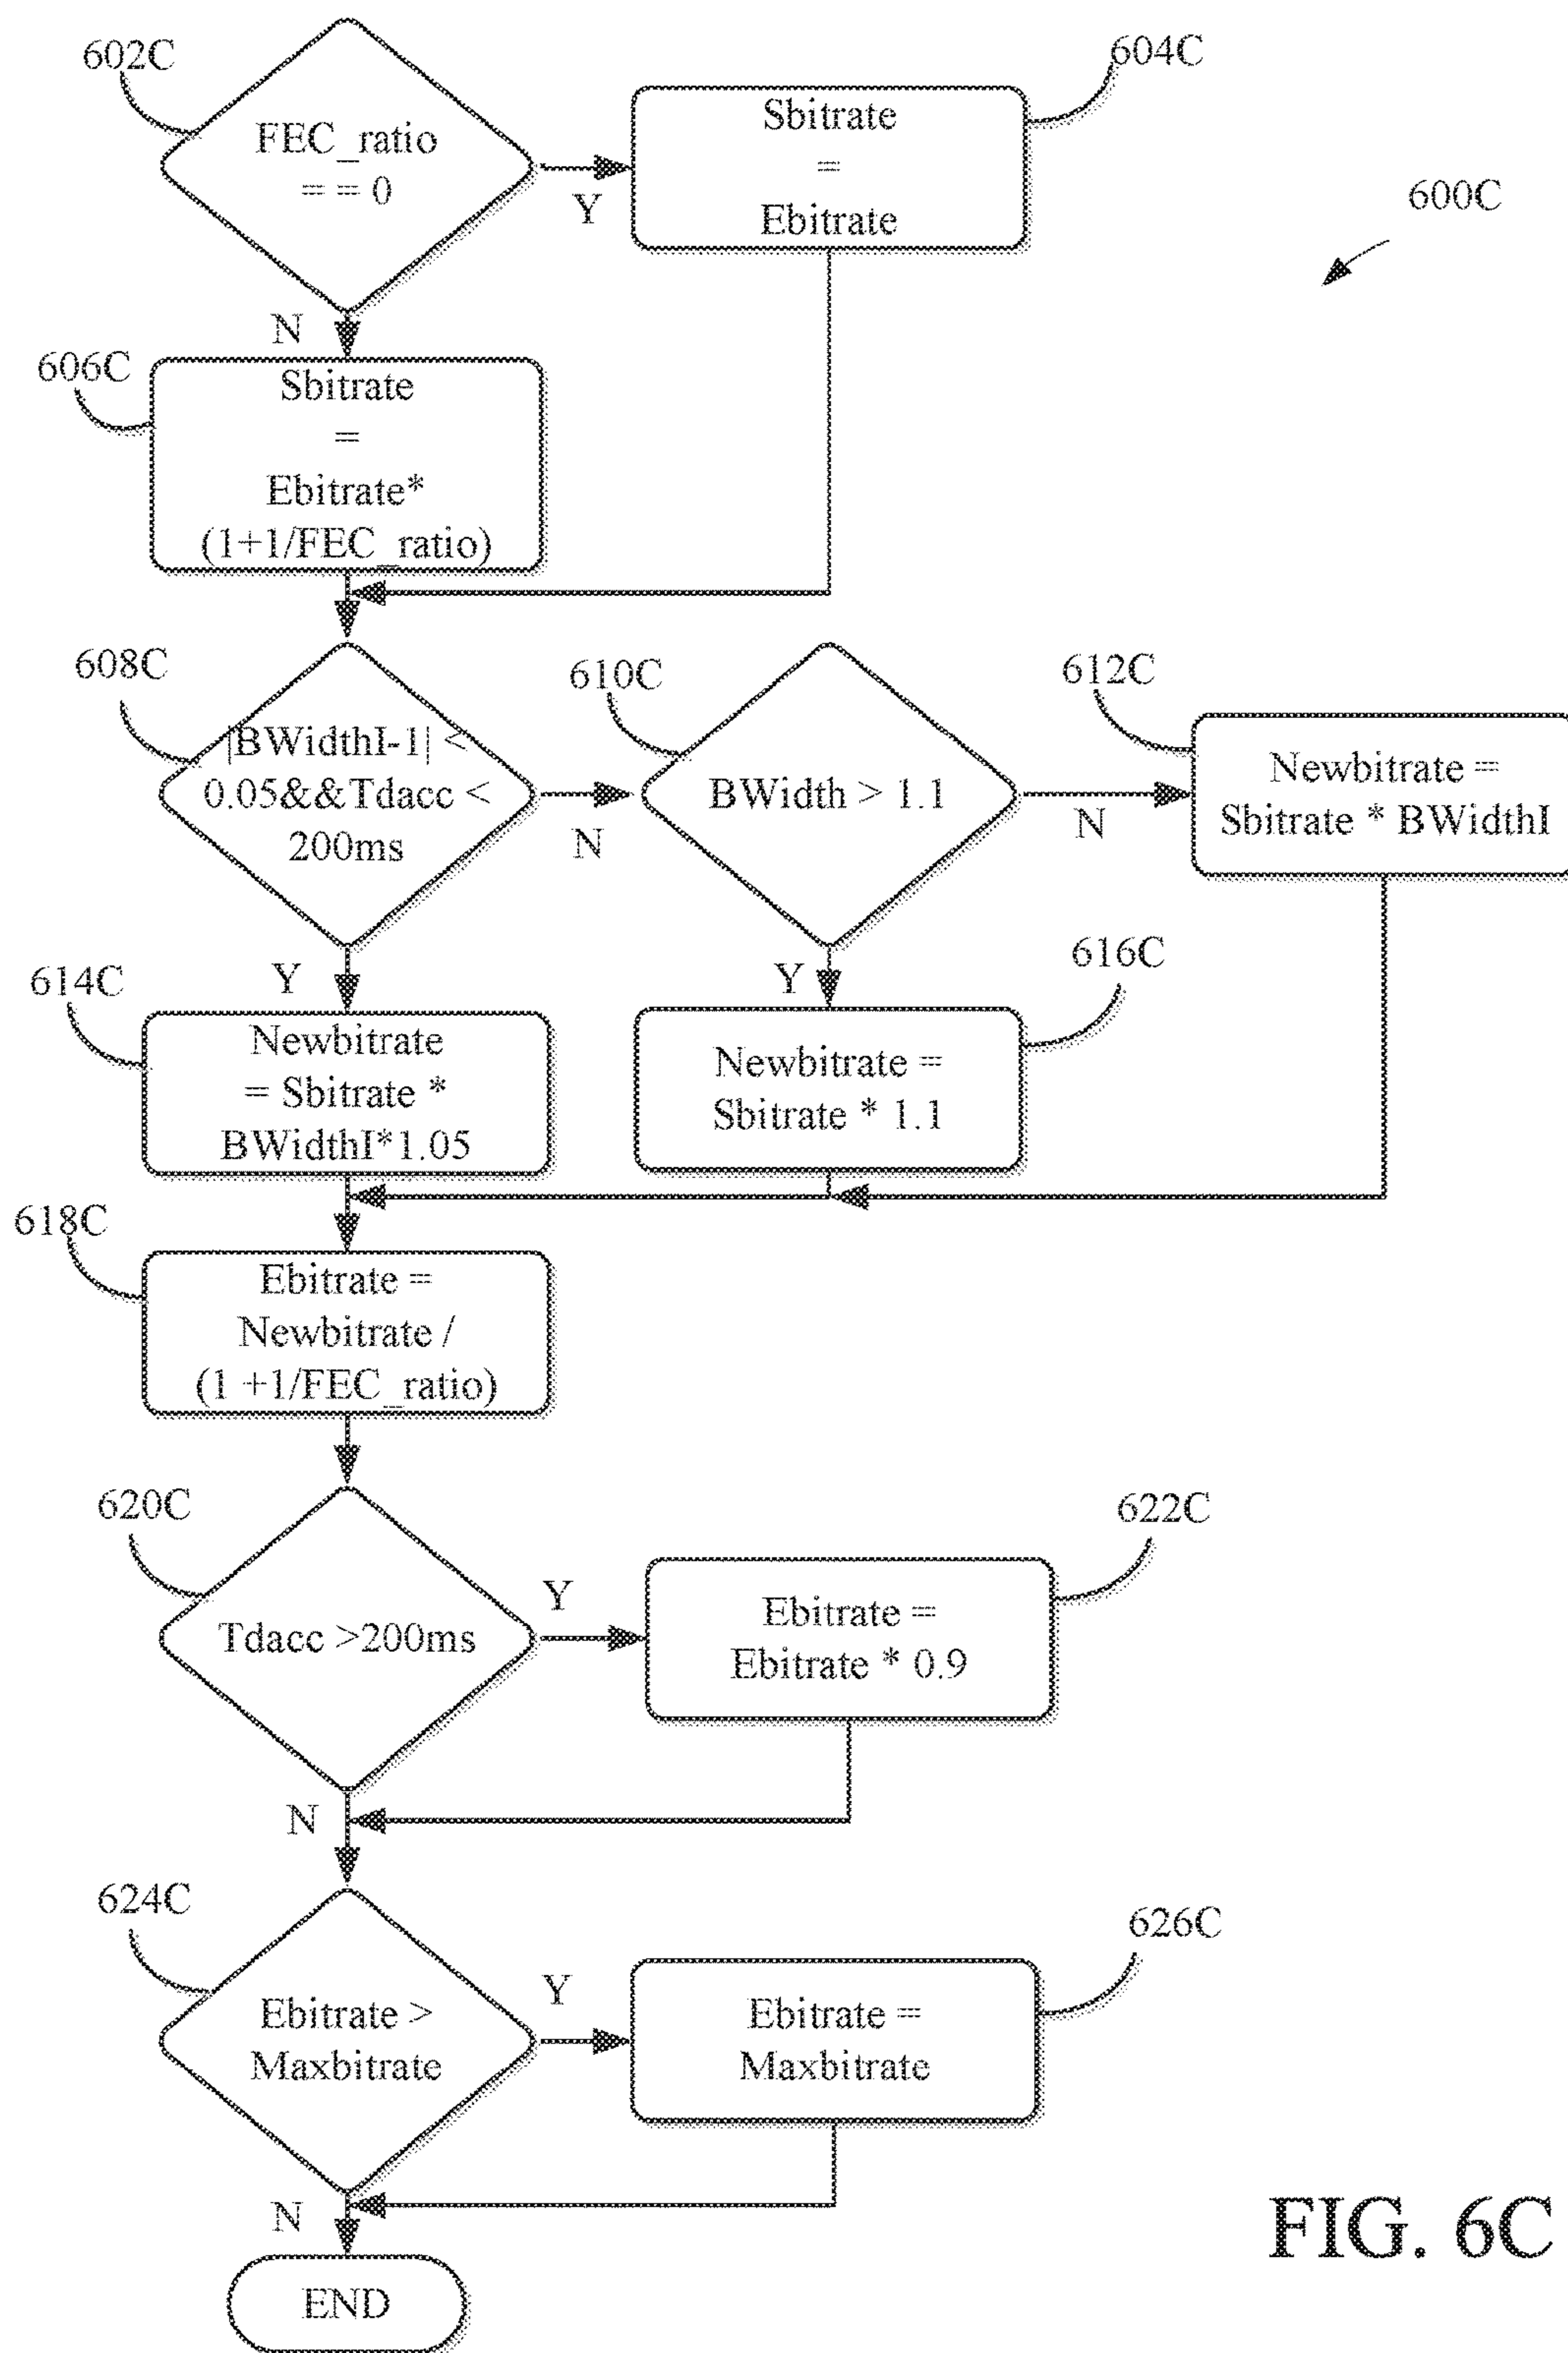 602C
FEC_ratio
= = 0
Y
604C
Sbitrate
=
Ebitrate
600C
N
606C
Sbitrate
=
Ebitrate*
(1+1/FEC_ratio)
608C
|BWidthI-1| <
0.05&&Tdacc <
200ms
N
610C
BWidth > 1.1
N
612C
Newbitrate =
Sbitrate * BWidthI
Y
614C
Newbitrate
= Sbitrate *
BWidthI*1.05
Y
616C
Newbitrate =
Sbitrate * 1.1
618C
Ebitrate =
Newbitrate /
(1 +1/FEC_ratio)
620C
Tdacc >200ms
Y
622C
Ebitrate =
Ebitrate * 0.9
N
624C
Ebitrate >
Maxbitrate
Y
626C
Ebitrate =
Maxbitrate
N
END
FIG. 6C